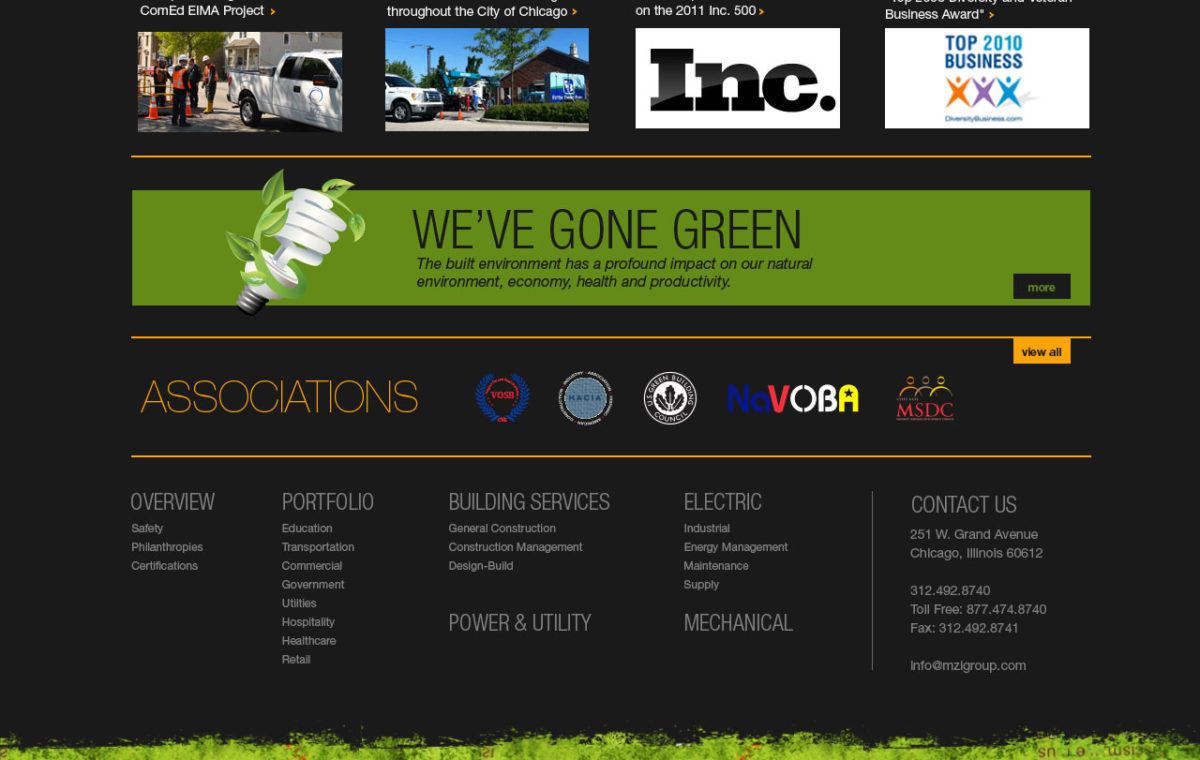 ComEd EIMA Project >
throughout the City of Chicago >
on the 2011 Inc. 500 >
Business Award" >
Inc.
TOP 2010
BUSINESS
DiversityBusiness.com
WE'VE GONE GREEN
The built environment has a profound impact on our natural
environment, economy, health and productivity.
more
view all
ASSOCIATIONS
VOSB
HACIA
U.S. GREEN BUILDING COUNCIL
NaVOBA
MSDC
OVERVIEW
Safety
Philanthropies
Certifications
PORTFOLIO
Education
Transportation
Commercial
Government
Utilties
Hospitality
Healthcare
Retail
BUILDING SERVICES
General Construction
Construction Management
Design-Build
POWER & UTILITY
ELECTRIC
Industrial
Energy Management
Maintenance
Supply
MECHANICAL
CONTACT US
251 W. Grand Avenue
Chicago, Illinois 60612
312.492.8740
Toll Free: 877.474.8740
Fax: 312.492.8741
info@mzigroup.com